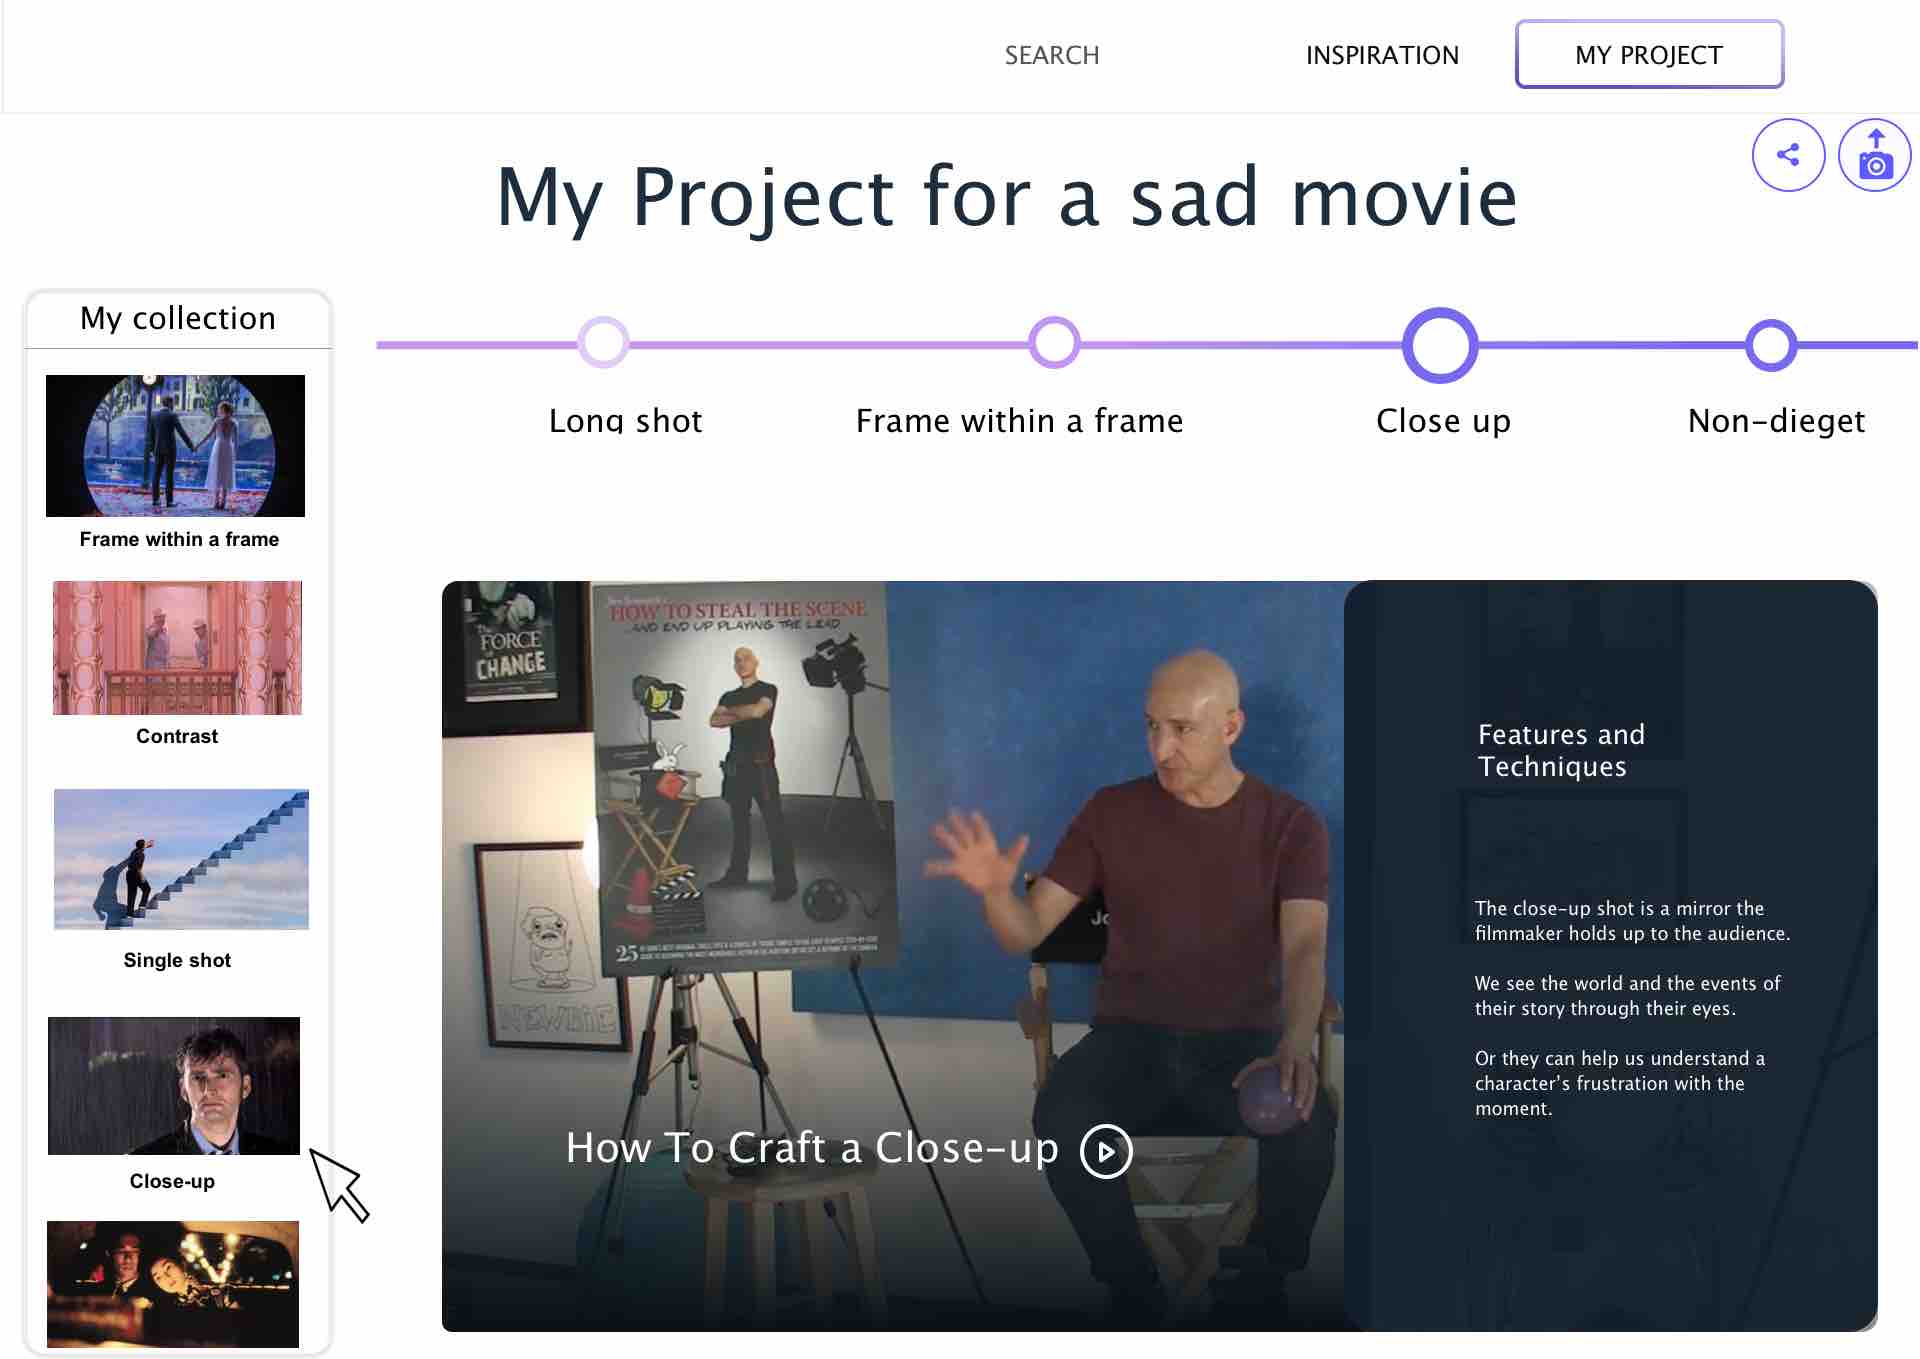 SEARCH
INSPIRATION
MY PROJECT
My Project for a sad movie
My collection
Frame within a frame
Contrast
Single shot
Close-up
Long shot
Frame within a frame
Close up
Non-dieget
The
FORCE
CHANGE
HOW TO STEAL THE SCENE
...AND END UP PLAYING THE LEAD
25
NEWBIE
Jo
How To Craft a Close-up
Features and
Techniques
The close-up shot is a mirror the
filmmaker holds up to the audience.
We see the world and the events of
their story through their eyes.
Or they can help us understand a
character's frustration with the
moment.